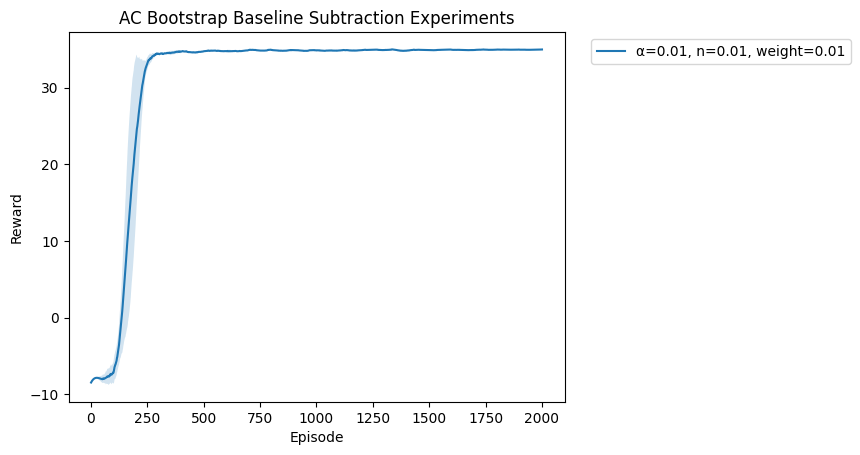 AC Bootstrap Baseline Subtraction Experiments
α=0.01, n=0.01, weight=0.01
Reward
30
20
10
0
−10
0 250 500 750 1000 1250 1500 1750 2000
Episode